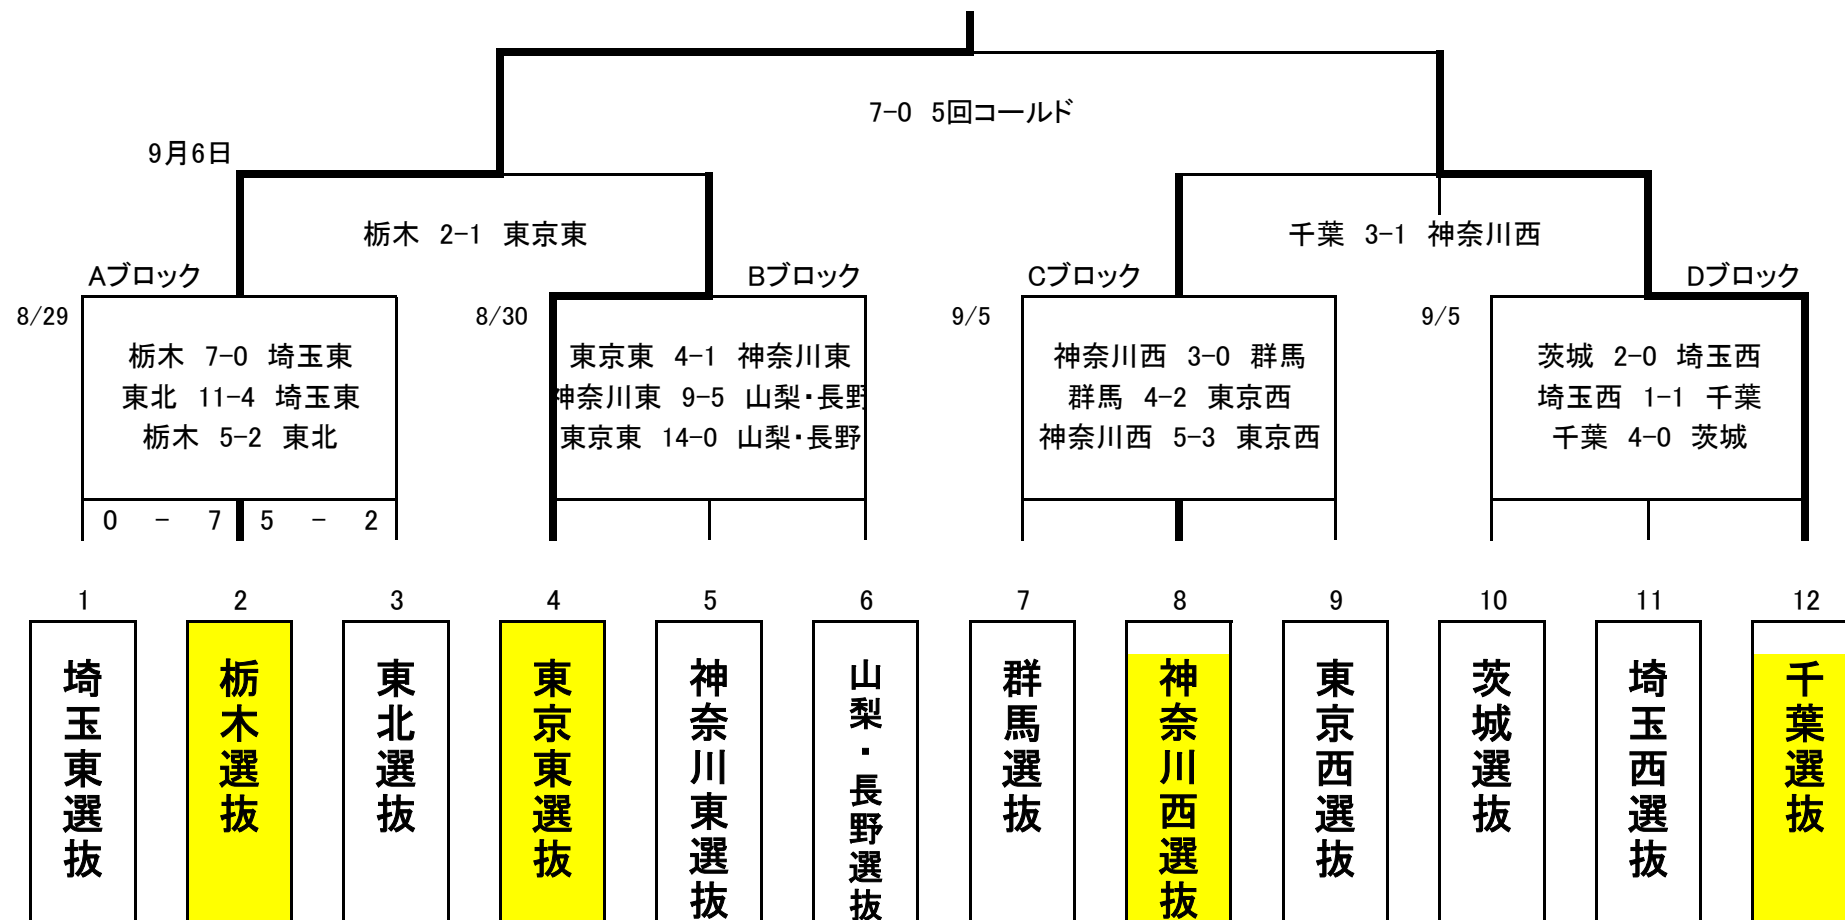 7-0 5回コールド
9月6日
栃木 2-1 東京東
千葉 3-1 神奈川西
Aブロック
Bブロック
Cブロック
Dブロック
8/29
8/30
9/5
9/5
栃木 7-0 埼玉東
東北 11-4 埼玉東
栃木 5-2 東北
東京東 4-1 神奈川東
神奈川東 9-5 山梨・長野
東京東 14-0 山梨・長野
神奈川西 3-0 群馬
群馬 4-2 東京西
神奈川西 5-3 東京西
茨城 2-0 埼玉西
埼玉西 1-1 千葉
千葉 4-0 茨城
0 - 7 5 - 2
1 2 3 4 5 6 7 8 9 10 11 12
埼玉東選抜
栃木選抜
東北選抜
東京東選抜
神奈川東選抜
山梨・長野選抜
群馬選抜
神奈川西選抜
東京西選抜
茨城選抜
埼玉西選抜
千葉選抜